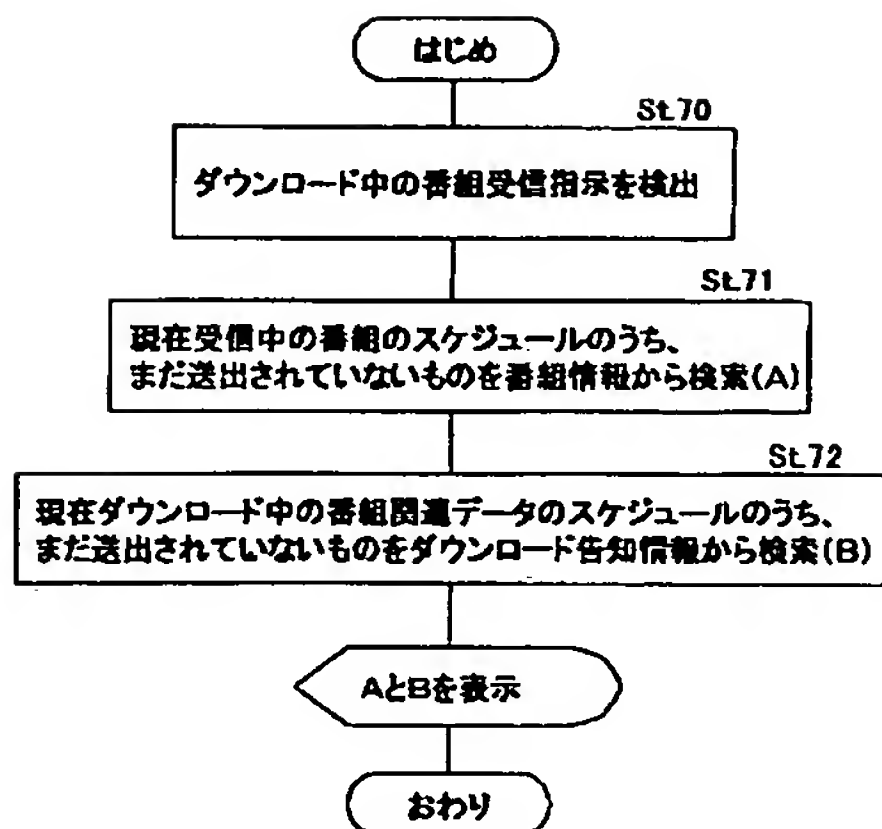 はじめ
St.70
ダウンロード中の番組受信指示を検出
St.71
現在受信中の番組のスケジュールのうち、
まだ送出されていないものを番組情報から検索(A)
St.72
現在ダウンロード中の番組関連データのスケジュールのうち、
まだ送出されていないものをダウンロード告知情報から検索(B)
AとBを表示
おわり